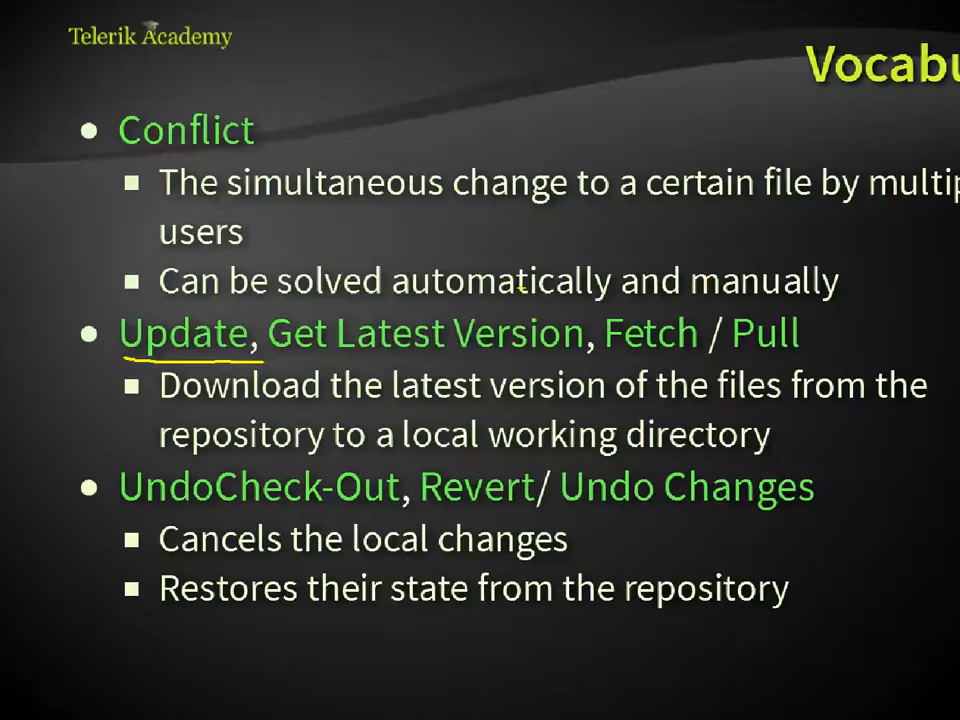 Telerik Academy
Conflict
The simultaneous change to a certain file by
users
Can be solved automatically and manually
Update, Get Latest Version, Fetch / Pull
Download the latest version of the files from the
repository to a local working directory
UndoCheck-Out, Revert/ Undo Changes
Cancels the local changes
Restores their state from the repository